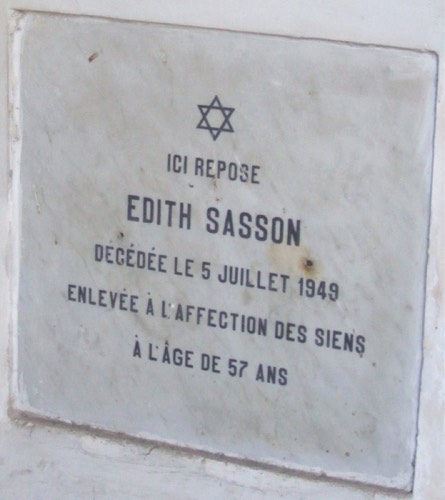 ICI REPOSE
EDITH SASSON
DÉCÉDÉE LE 5 JUILLET 1949
ENLEVÉE À L'AFFECTION DES SIENS
À L'ÂGE DE 57 ANS